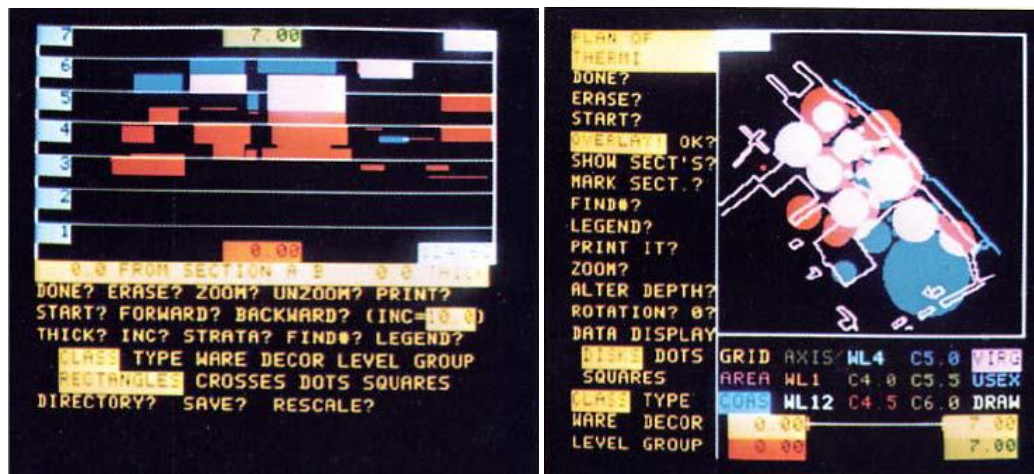 7 7.00
6
5
4
3
2
1
0.00
0.0 FROM SECTION A B 0 0 THICK
DONE? ERASE? ZOOM? UNZOOM? PRINT?
START? FORWARD? BACKWARD? (INC=10.0)
THICK? INC? STRATA? FIND#? LEGEND?
CLASS TYPE WARE DECOR LEVEL GROUP
RECTANGLES CROSSES DOTS SQUARES
DIRECTORY? SAVE? RESCALE?
PLAN OF
THERMI
DONE?
ERASE?
START?
OVERLAY! OK?
SHOW SECT'S?
MARK SECT.?
FIND#?
LEGEND?
PRINT IT?
ZOOM?
ALTER DEPTH?
ROTATION? 0?
DATA DISPLAY
DISKS DOTS
SQUARES
CLASS TYPE
WARE DECOR
LEVEL GROUP
GRID AXIS/ WL4 C5.0 VIRG
AREA WL1 C4.0 C5.5 USEX
COAS WL12 C4.5 C6.0 DRAW
0.00 7.00
0.00 7.00